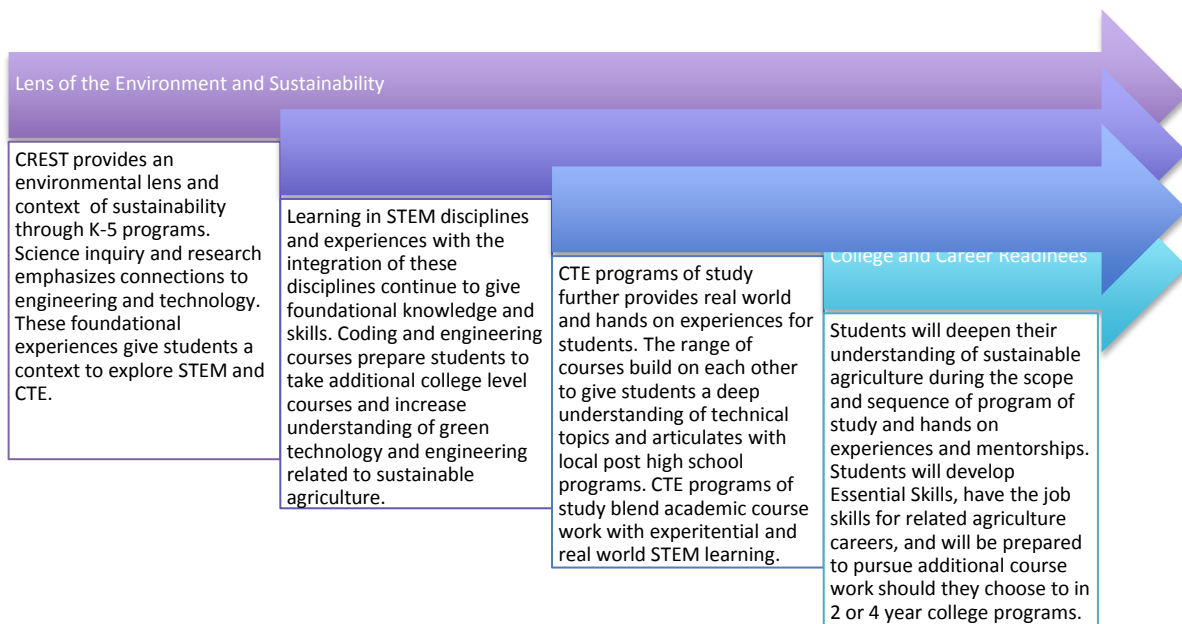 Lens of the Environment and Sustainability
CREST provides an
environmental lens and
context of sustainability
through K-5 programs.
Science inquiry and research
emphasizes connections to
engineering and technology.
These foundational
experiences give students a
context to explore STEM and
CTE.
Learning in STEM disciplines
and experiences with the
integration of these
disciplines continue to give
foundational knowledge and
skills. Coding and engineering
courses prepare students to
take additional college level
courses and increase
understanding of green
technology and engineering
related to sustainable
agriculture.
CTE programs of study
further provides real world
and hands on experiences for
students. The range of
courses build on each other
to give students a deep
understanding of technical
topics and articulates with
local post high school
programs. CTE programs of
study blend academic course
work with experitential and
real world STEM learning.
College and Career Readinees
Students will deepen their
understanding of sustainable
agriculture during the scope
and sequence of program of
study and hands on
experiences and mentorships.
Students will develop
Essential Skills, have the job
skills for related agriculture
careers, and will be prepared
to pursue additional course
work should they choose to in
2 or 4 year college programs.